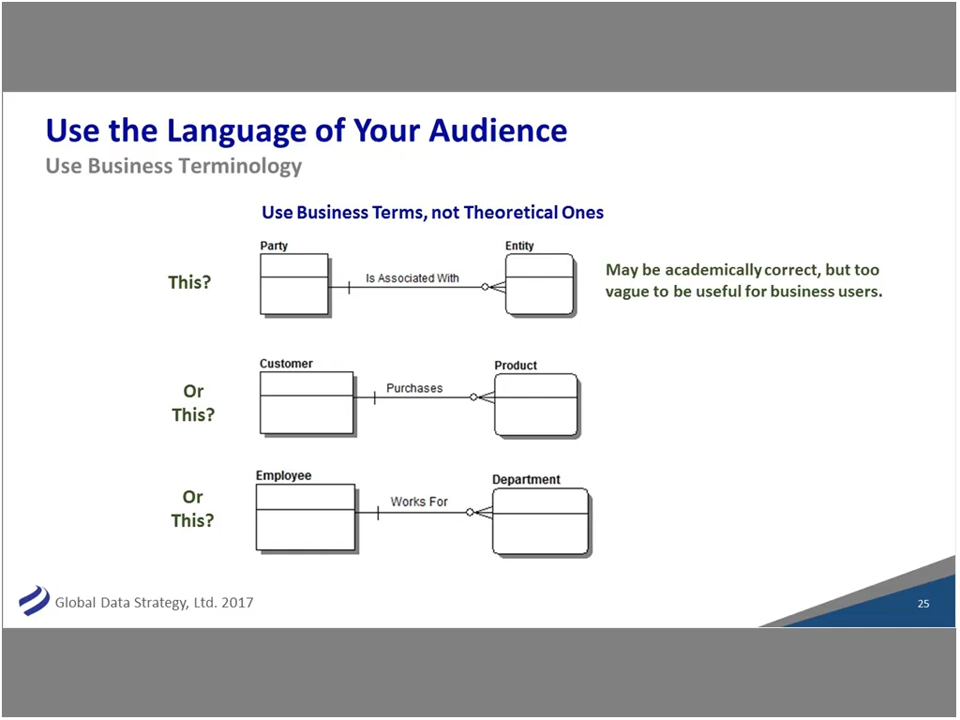 Use the Language of Your Audience
Use Business Terminology
Use Business Terms, not Theoretical Ones
Party
Entity
This?
Is Associated With
May be academically correct, but too
vague to be useful for business users.
Customer
Product
Or
This?
Purchases
Employee
Department
Or
This?
Works For
Global Data Strategy, Ltd. 2017
25